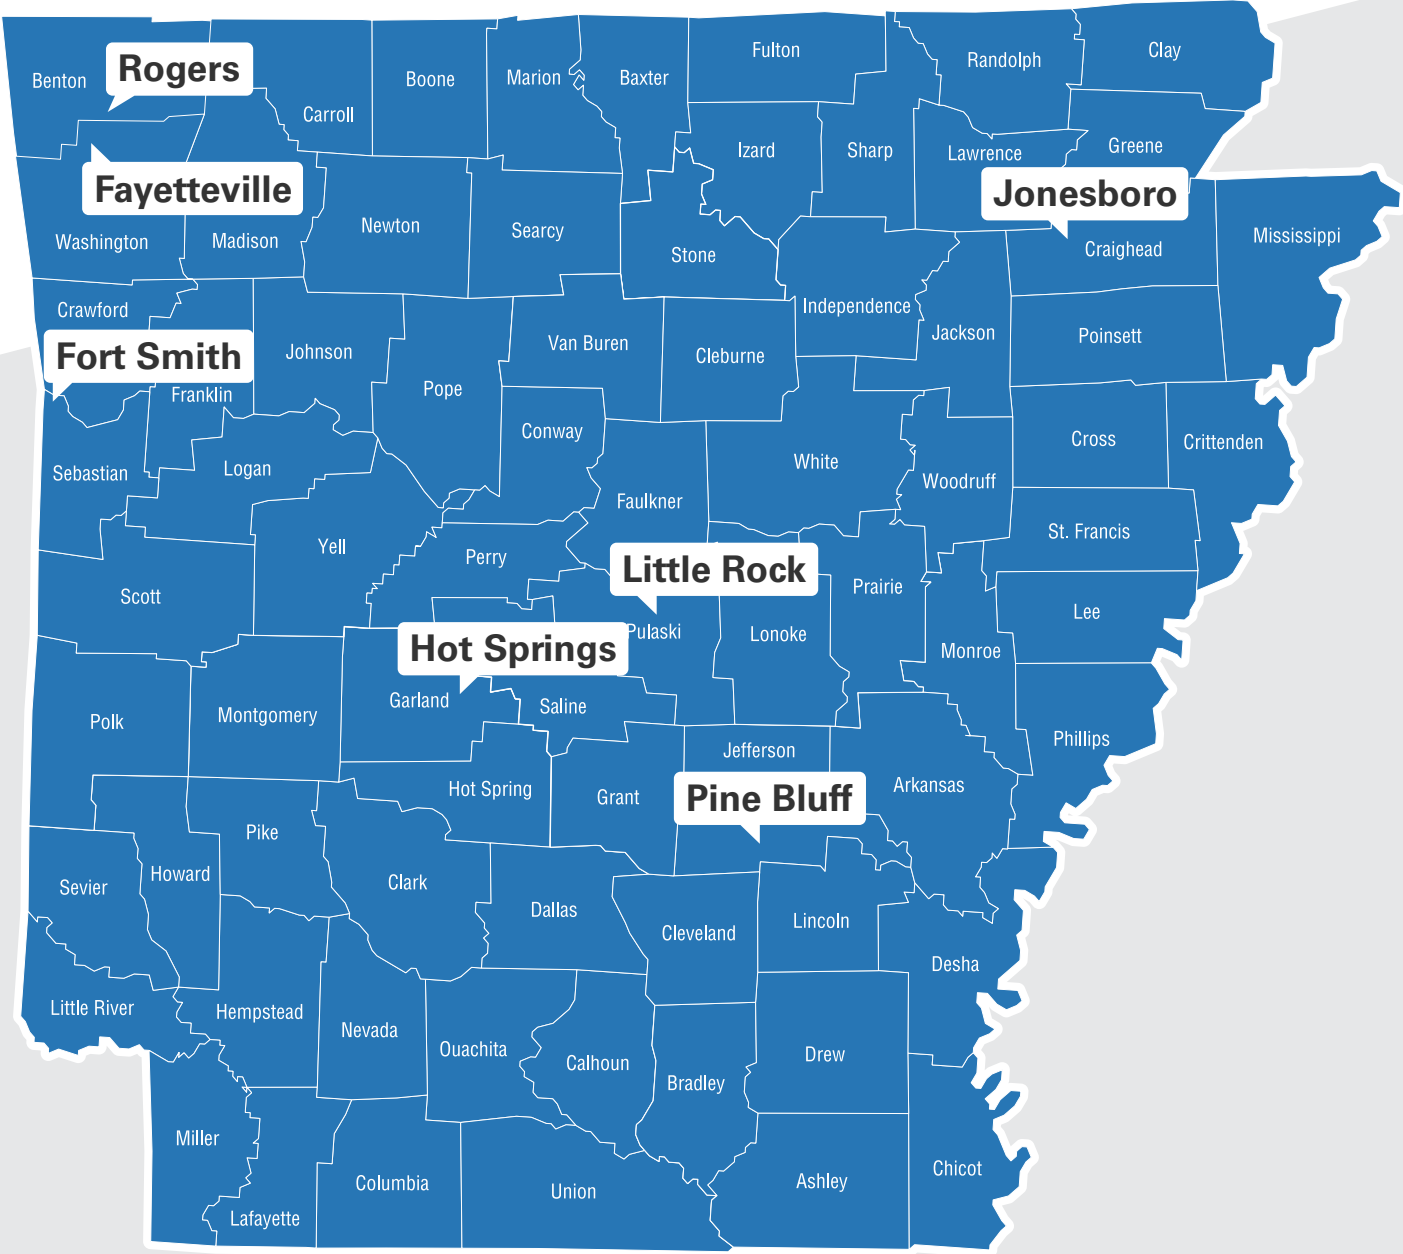 Fulton
Clay
Randolph
Rogers
Benton
Boone
Marion
Baxter
Carroll
Izard
Sharp
Lawrence
Greene
Fayetteville
Jonesboro
Washington
Madison
Newton
Searcy
Stone
Craighead
Mississippi
Crawford
Independence
Jackson
Poinsett
Fort Smith
Johnson
Van Buren
Cleburne
Franklin
Pope
Conway
Cross
Crittenden
Sebastian
Logan
White
Woodruff
Faulkner
St. Francis
Yell
Perry
Little Rock
Prairie
Scott
Lee
Pulaski
Lonoke
Hot Springs
Monroe
Garland
Saline
Polk
Montgomery
Phillips
Jefferson
Hot Spring
Grant
Pine Bluff
Arkansas
Pike
Howard
Sevier
Clark
Dallas
Cleveland
Lincoln
Desha
Little River
Hempstead
Nevada
Ouachita
Calhoun
Drew
Bradley
Miller
Columbia
Union
Ashley
Chicot
Lafayette